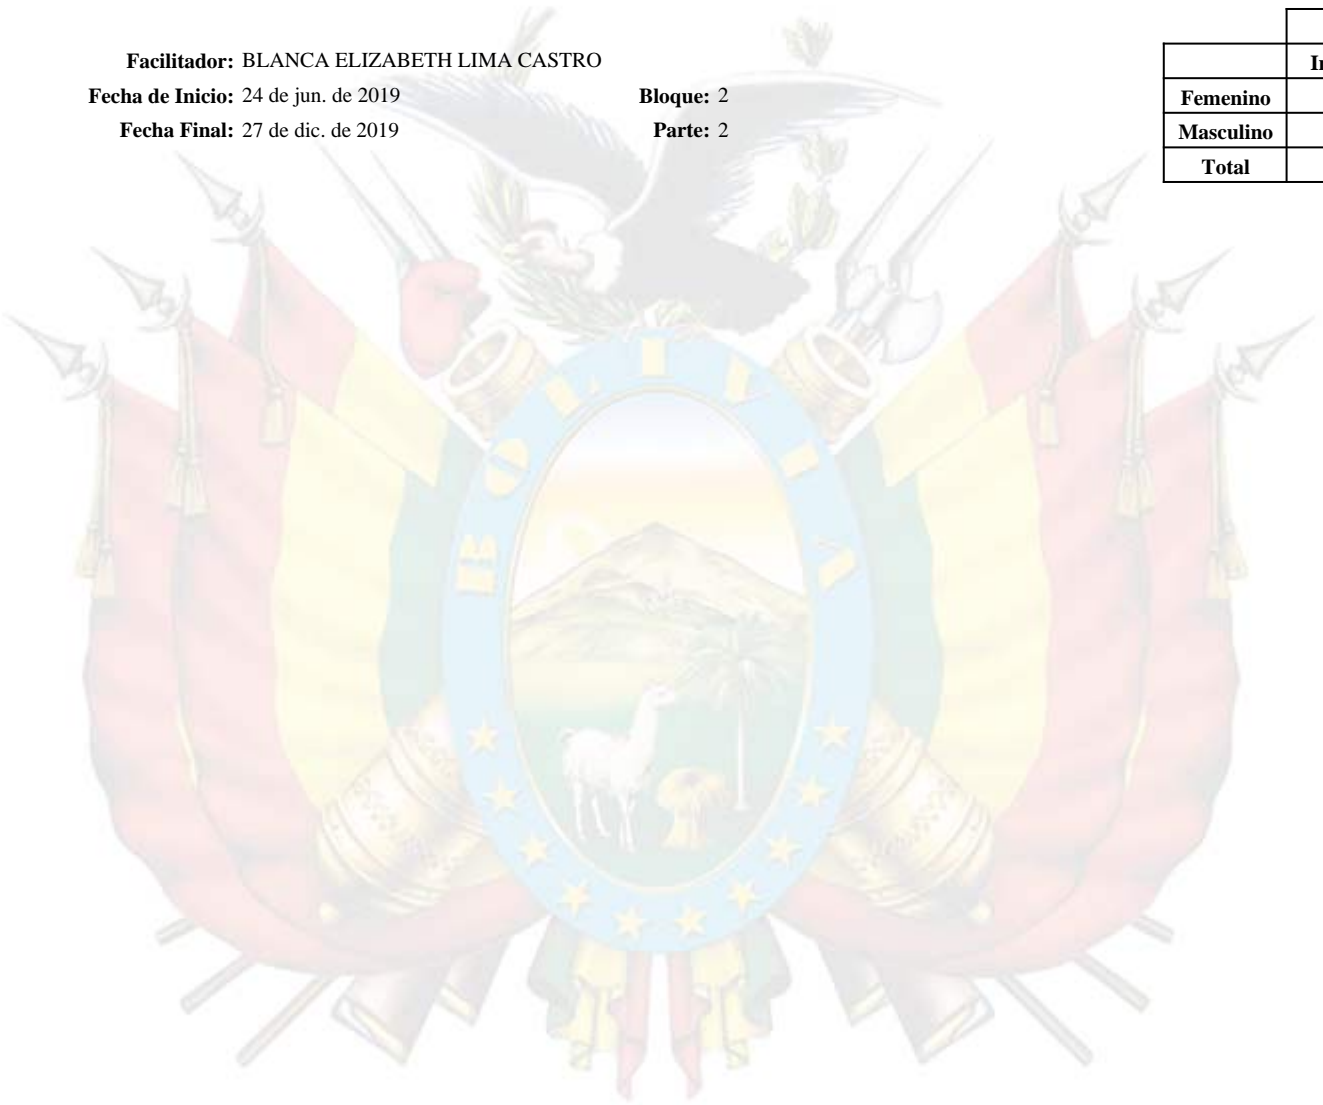 Facilitador: BLANCA ELIZABETH LIMA CASTRO
Fecha de Inicio: 24 de jun. de 2019 Bloque: 2
Fecha Final: 27 de dic. de 2019 Parte: 2
Femenino
Masculino
Total
BOLIVIA